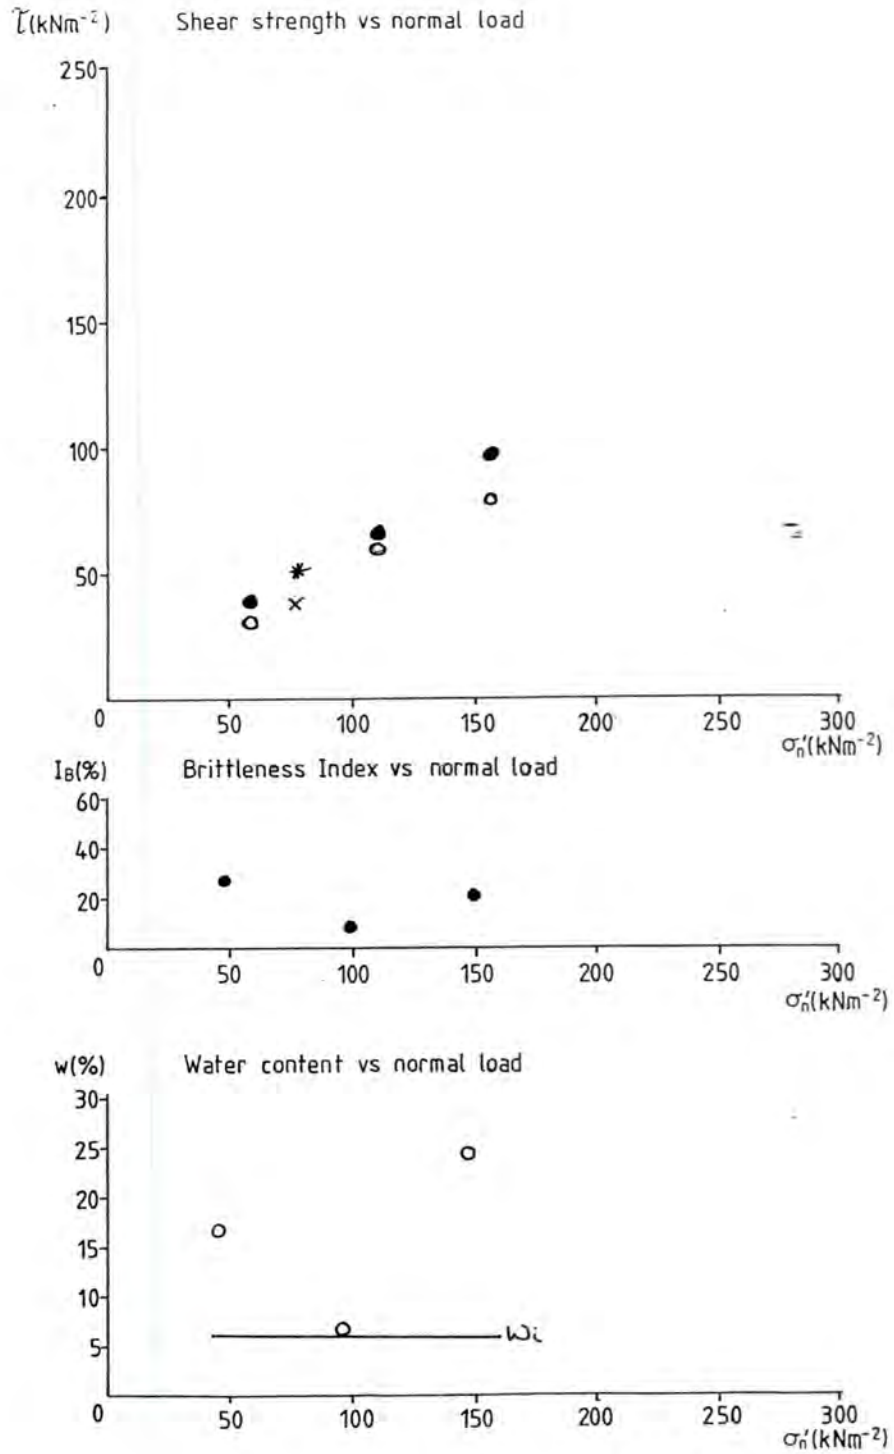 τ(kNm⁻²) Shear strength vs normal load
250
200
150
100
50
0 50 100 150 200 250 300
σn′(kNm⁻²)
IB(%) Brittleness Index vs normal load
60
40
20
0 50 100 150 200 250 300
σn′(kNm⁻²)
w(%) Water content vs normal load
30
25
20
15
10
5
Wi
0 50 100 150 200 250 300
σn′(kNm⁻²)